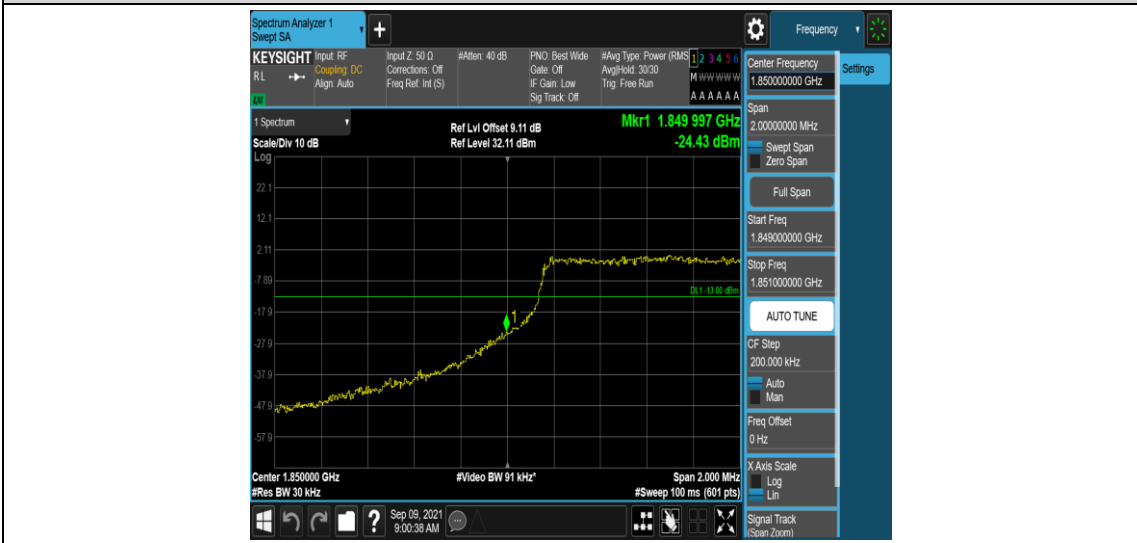 Spectrum Analyzer 1
Swept SA
+
Frequency
KEYSIGHT
RL
LXI
Input: RF
Coupling: DC
Align: Auto
Input Z: 50 Ω
Corrections: Off
Freq Ref: Int (S)
#Atten: 40 dB
PNO: Best Wide
Gate: Off
IF Gain: Low
Sig Track: Off
#Avg Type: Power (RMS
Avg|Hold: 30/30
Trig: Free Run
1 2 3 4 5 6
M W W W W W
A A A A A A
1 Spectrum
Scale/Div 10 dB
Log
Ref Lvl Offset 9.11 dB
Ref Level 32.11 dBm
Mkr1 1.849 997 GHz
-24.43 dBm
22.1
12.1
2.11
-7.89
-17.9
-27.9
-37.9
-47.9
-57.9
DL1 -13.00 dBm
1
Center 1.850000 GHz
#Res BW 30 kHz
#Video BW 91 kHz*
Span 2.000 MHz
#Sweep 100 ms (601 pts)
Center Frequency
1.850000000 GHz
Settings
Span
2.00000000 MHz
Swept Span
Zero Span
Full Span
Start Freq
1.849000000 GHz
Stop Freq
1.851000000 GHz
AUTO TUNE
CF Step
200.000 kHz
Auto
Man
Freq Offset
0 Hz
X Axis Scale
Log
Lin
Signal Track
(Span Zoom)
?
Sep 09, 2021
9:00:38 AM